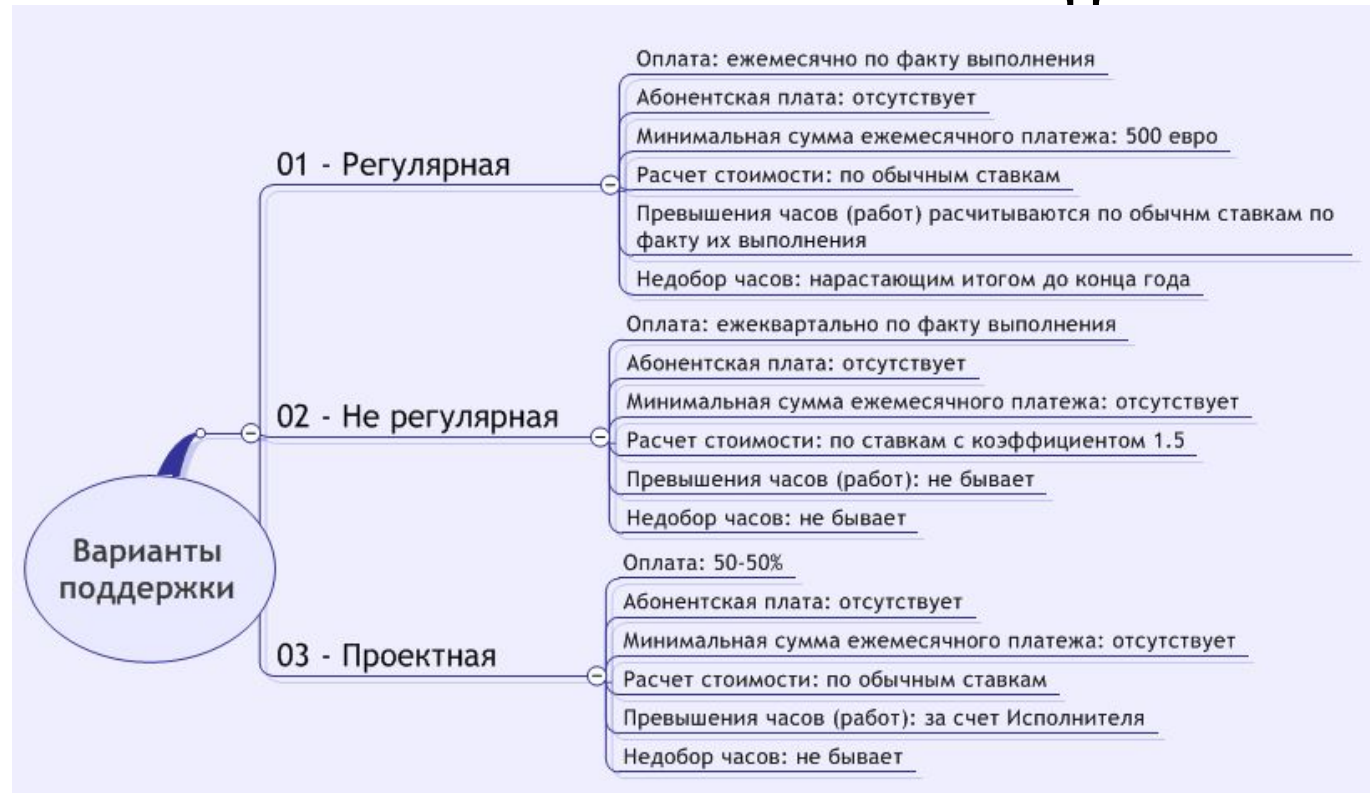 Оплата: ежемесячно по факту выполнения
Абонентская плата: отсутствует
Минимальная сумма ежемесячного платежа: 500 евро
01 - Регулярная
Расчет стоимости: по обычным ставкам
Превышения часов (работ) расчитываются по обычнм ставкам по
факту их выполнения
Недобор часов: нарастающим итогом до конца года
Оплата: ежеквартально по факту выполнения
Абонентская плата: отсутствует
Минимальная сумма ежемесячного платежа: отсутствует
02 - Не регулярная
Расчет стоимости: по ставкам с коэффициентом 1.5
Превышения часов (работ): не бывает
Недобор часов: не бывает
Варианты
поддержки
Оплата: 50-50%
Абонентская плата: отсутствует
Минимальная сумма ежемесячного платежа: отсутствует
03 - Проектная
Расчет стоимости: по обычным ставкам
Превышения часов (работ): за счет Исполнителя
Недобор часов: не бывает